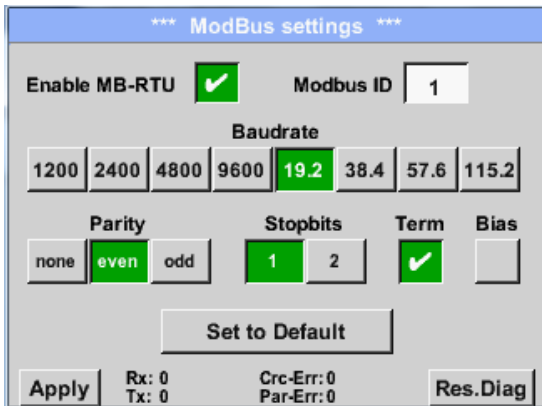 *** ModBus settings ***
Enable MB-RTU ✔ Modbus ID 1
Baudrate
1200 2400 4800 9600 19.2 38.4 57.6 115.2
Parity Stopbits Term Bias
none even odd 1 2 ✔
Set to Default
Apply Rx: 0 Crc-Err: 0 Res.Diag
Tx: 0 Par-Err: 0